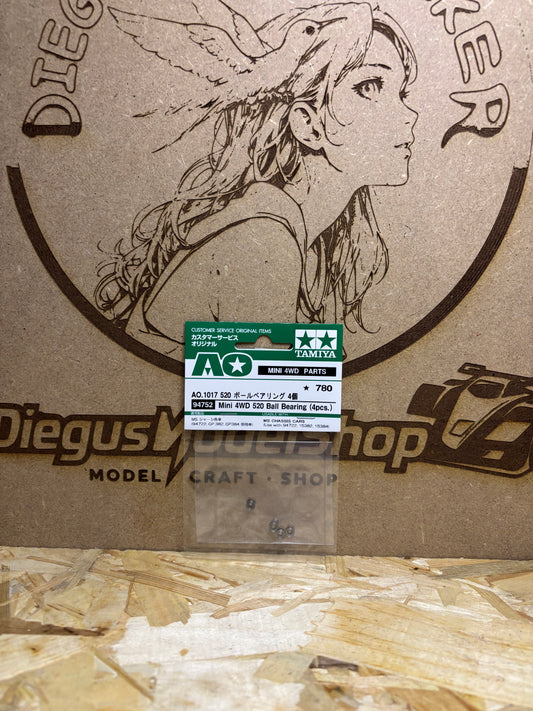 DIEGU
KER
CUSTOMER SERVICE ORIGINAL ITEMS
カスタマーサービス
オリジナル
TAMIYA
AO
MINI 4WD PARTS
★ 780
AO.1017 520 ボールベアリング 4個
94752 Mini 4WD 520 Ball Bearing (4pcs.)
MS CHASSIS CARS
DiegusModelShop
MODEL CRAFT · SHOP